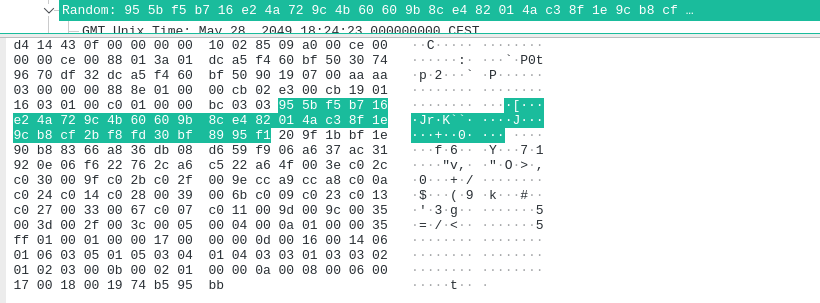 Random: 95 5b f5 b7 16 e2 4a 72 9c 4b 60 60 9b 8c e4 82 01 4a c3 8f 1e 9c b8 cf …
GMT Unix Time: May 28, 2049 18:24:23.000000000 CEST
d4 14 43 0f 00 00 00 00 10 02 85 09 a0 00 ce 00 ··C····· ········
00 00 ce 00 88 01 3a 01 dc a5 f4 60 bf 50 30 74 ······:· ···`·P0t
96 70 df 32 dc a5 f4 60 bf 50 90 19 07 00 aa aa ·p·2···` ·P······
03 00 00 00 88 8e 01 00 00 cb 02 e3 00 cb 19 01 ········ ········
16 03 01 00 c0 01 00 00 bc 03 03 95 5b f5 b7 16 ········ ····[···
e2 4a 72 9c 4b 60 60 9b 8c e4 82 01 4a c3 8f 1e ·Jr·K``· ····J···
9c b8 cf 2b f8 fd 30 bf 89 95 f1 20 9f 1b bf 1e ···+··0· ··· ····
90 b8 83 66 a8 36 db 08 d6 59 f9 06 a6 37 ac 31 ···f·6·· ·Y···7·1
92 0e 06 f6 22 76 2c a6 c5 22 a6 4f 00 3e c0 2c ····"v,· ·"·O·>·,
c0 30 00 9f c0 2b c0 2f 00 9e cc a9 cc a8 c0 0a ·0···+·/ ········
c0 24 c0 14 c0 28 00 39 00 6b c0 09 c0 23 c0 13 ·$···(·9 ·k···#··
c0 27 00 33 00 67 c0 07 c0 11 00 9d 00 9c 00 35 ·'·3·g·· ·······5
00 3d 00 2f 00 3c 00 05 00 04 00 0a 01 00 00 35 ·=·/·<·· ·······5
ff 01 00 01 00 00 17 00 00 00 0d 00 16 00 14 06 ········ ········
01 06 03 05 01 05 03 04 01 04 03 03 01 03 03 02 ········ ········
01 02 03 00 0b 00 02 01 00 00 0a 00 08 00 06 00 ········ ········
17 00 18 00 19 74 b5 95 bb ·····t·· ·